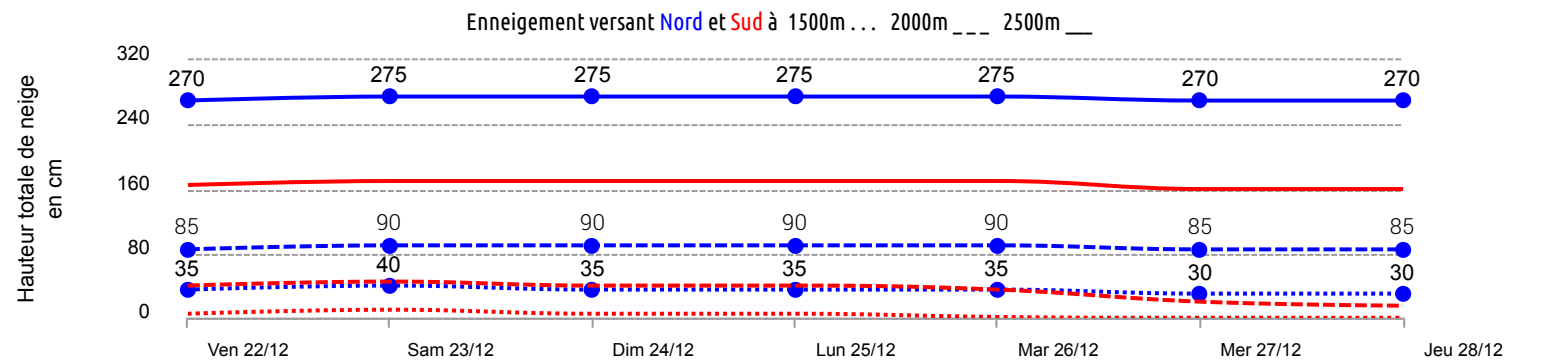 Enneigement versant Nord et Sud à 1500m . . . 2000m _ _ _ 2500m __
Hauteur totale de neige
en cm
320
240
160
80
0
270 275 275 275 275 270 270
85 90 90 90 90 85 85
35 40 35 35 35 30 30
Ven 22/12 Sam 23/12 Dim 24/12 Lun 25/12 Mar 26/12 Mer 27/12 Jeu 28/12